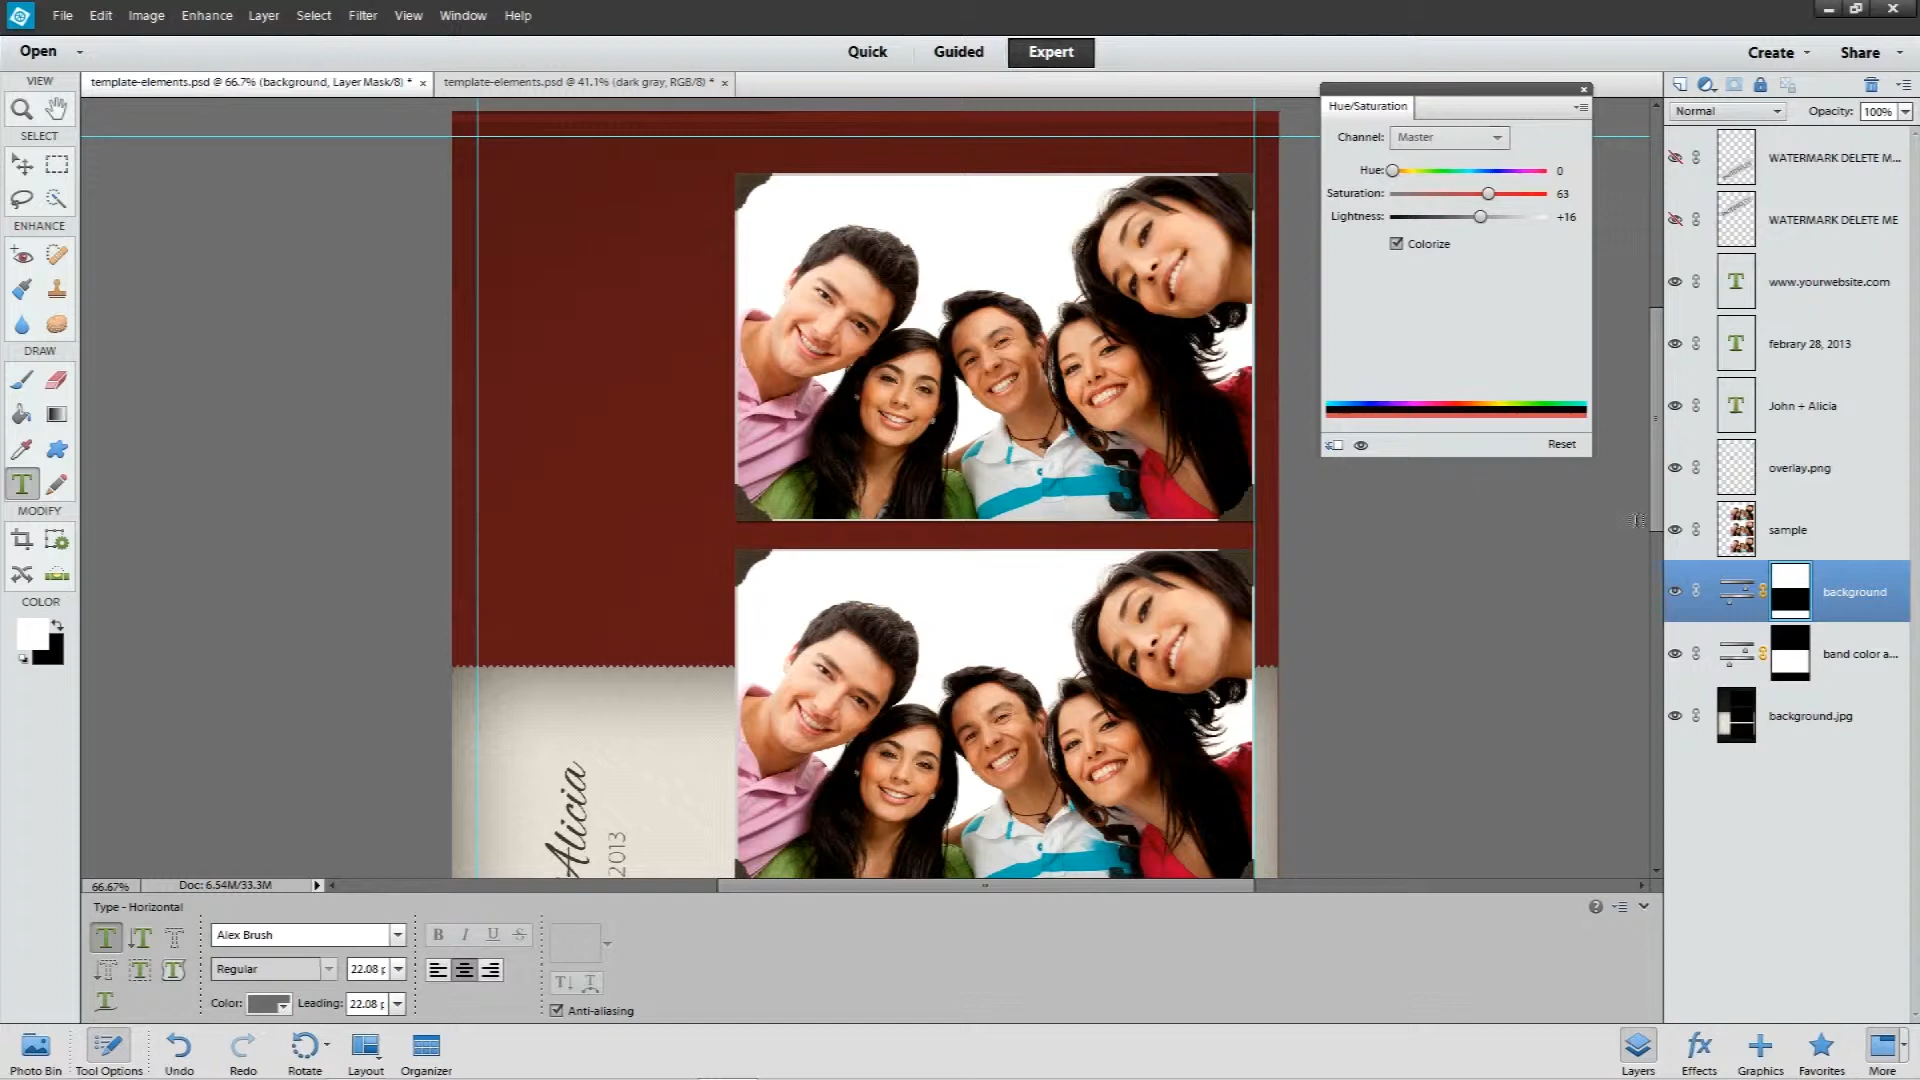 File Edit Image Enhance Layer Select Filter View Window Help
Open Quick Guided Expert Create Share
VIEW
template-elements.psd @ 66.7% (background, Layer Mask/8) * ×
template-elements.psd @ 41.1% (dark gray, RGB/8) * ×
SELECT
ENHANCE
DRAW
MODIFY
COLOR
Hue/Saturation
Channel: Master
Hue: 0
Saturation: 63
Lightness: +16
Colorize
Reset
Normal Opacity: 100%
WATERMARK DELETE M...
WATERMARK DELETE ME
www.yourwebsite.com
febrary 28, 2013
John + Alicia
overlay.png
sample
background
band color a...
background.jpg
Alicia
2013
66.67% Doc: 6.54M/33.3M
Type - Horizontal
Alex Brush
Regular 22.08 p
Color: Leading: 22.08 p
B I U S
Anti-aliasing
Photo Bin Tool Options Undo Redo Rotate Layout Organizer
Layers Effects Graphics Favorites More